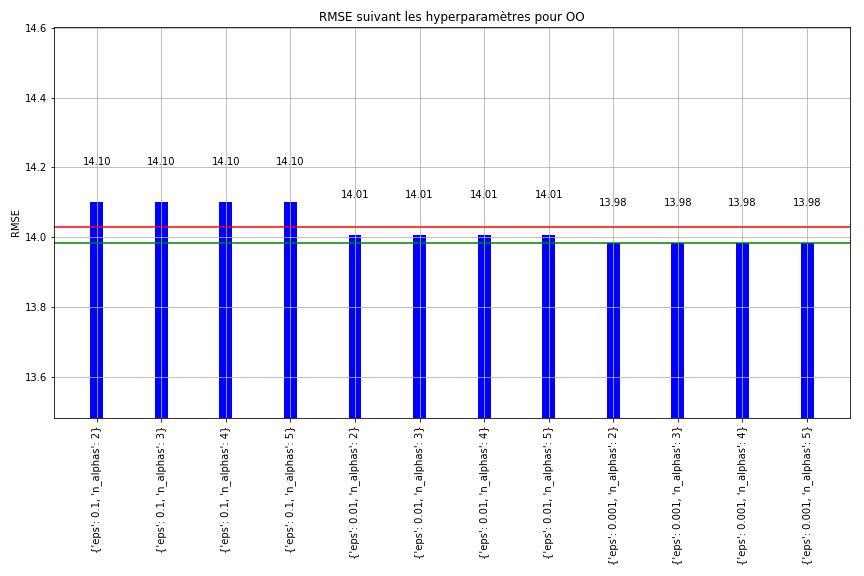 RMSE suivant les hyperparamètres pour OO
14.6
14.4
14.2
14.0
13.8
13.6
RMSE
14.10
14.10
14.10
14.10
14.01
14.01
14.01
14.01
13.98
13.98
13.98
13.98
{'eps': 0.1, 'n_alphas': 2}
{'eps': 0.1, 'n_alphas': 3}
{'eps': 0.1, 'n_alphas': 4}
{'eps': 0.1, 'n_alphas': 5}
{'eps': 0.01, 'n_alphas': 2}
{'eps': 0.01, 'n_alphas': 3}
{'eps': 0.01, 'n_alphas': 4}
{'eps': 0.01, 'n_alphas': 5}
{'eps': 0.001, 'n_alphas': 2}
{'eps': 0.001, 'n_alphas': 3}
{'eps': 0.001, 'n_alphas': 4}
{'eps': 0.001, 'n_alphas': 5}